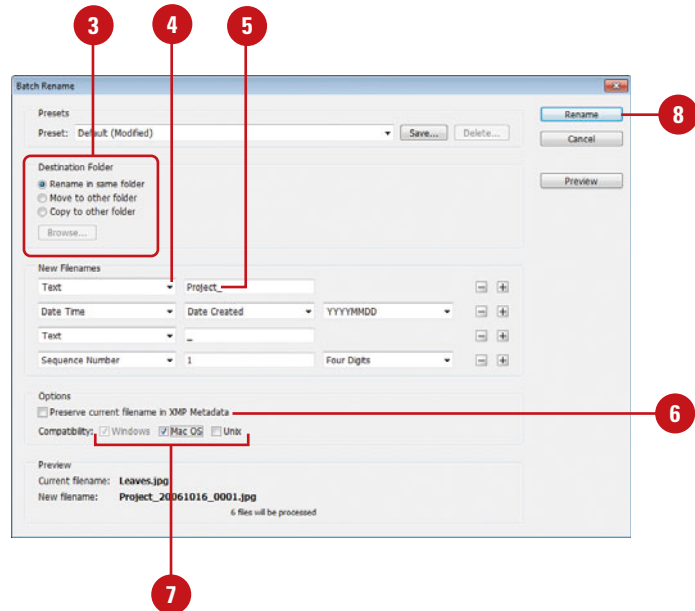 3 4 5
Batch Rename
Presets
Preset: Default (Modified) Save... Delete...
Rename
8
Cancel
Destination Folder
Rename in same folder
Move to other folder
Copy to other folder
Browse...
Preview
New Filenames
Text Project_
Date Time Date Created YYYYMMDD
Text _
Sequence Number 1 Four Digits
Options
Preserve current filename in XMP Metadata
6
Compatibility: Windows Mac OS Unix
Preview
Current filename: Leaves.jpg
New filename: Project_20061016_0001.jpg
6 files will be processed
7